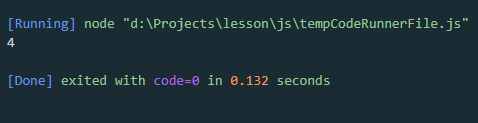 [Running] node "d:\Projects\lesson\js\tempCodeRunnerFile.js"
4
[Done] exited with code=0 in 0.132 seconds